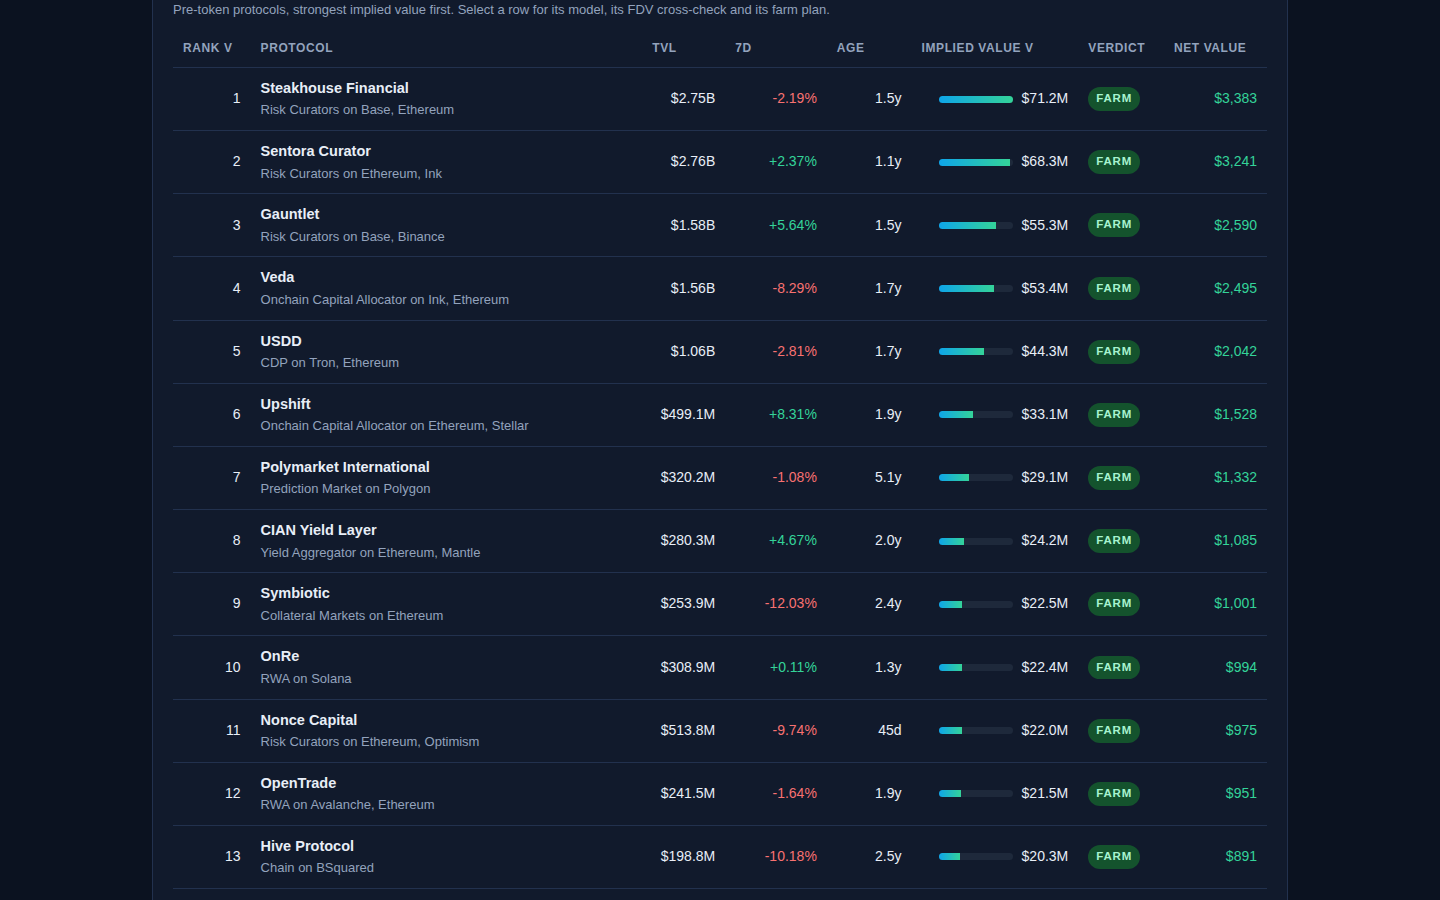 Pre-token protocols, strongest implied value first. Select a row for its model, its FDV cross-check and its farm plan.
RANK V PROTOCOL TVL 7D AGE IMPLIED VALUE V VERDICT NET VALUE
1 Steakhouse Financial $2.75B -2.19% 1.5y $71.2M FARM $3,383
Risk Curators on Base, Ethereum
2 Sentora Curator $2.76B +2.37% 1.1y $68.3M FARM $3,241
Risk Curators on Ethereum, Ink
3 Gauntlet $1.58B +5.64% 1.5y $55.3M FARM $2,590
Risk Curators on Base, Binance
4 Veda $1.56B -8.29% 1.7y $53.4M FARM $2,495
Onchain Capital Allocator on Ink, Ethereum
5 USDD $1.06B -2.81% 1.7y $44.3M FARM $2,042
CDP on Tron, Ethereum
6 Upshift $499.1M +8.31% 1.9y $33.1M FARM $1,528
Onchain Capital Allocator on Ethereum, Stellar
7 Polymarket International $320.2M -1.08% 5.1y $29.1M FARM $1,332
Prediction Market on Polygon
8 CIAN Yield Layer $280.3M +4.67% 2.0y $24.2M FARM $1,085
Yield Aggregator on Ethereum, Mantle
9 Symbiotic $253.9M -12.03% 2.4y $22.5M FARM $1,001
Collateral Markets on Ethereum
10 OnRe $308.9M +0.11% 1.3y $22.4M FARM $994
RWA on Solana
11 Nonce Capital $513.8M -9.74% 45d $22.0M FARM $975
Risk Curators on Ethereum, Optimism
12 OpenTrade $241.5M -1.64% 1.9y $21.5M FARM $951
RWA on Avalanche, Ethereum
13 Hive Protocol $198.8M -10.18% 2.5y $20.3M FARM $891
Chain on BSquared